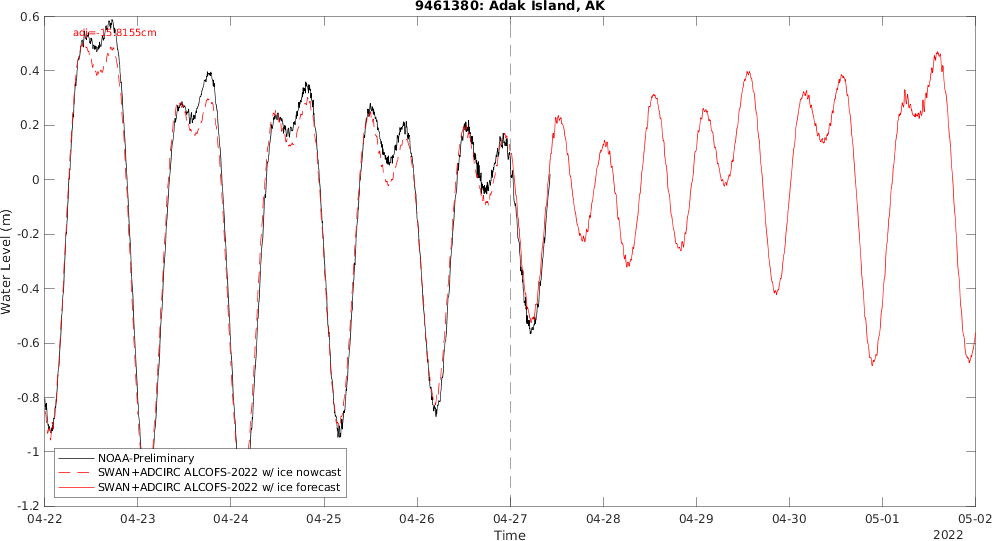 9461380: Adak Island, AK
adj=-15.8155cm
Water Level (m)
0.6
0.4
0.2
0
-0.2
-0.4
-0.6
-0.8
-1
-1.2
NOAA-Preliminary
SWAN+ADCIRC ALCOFS-2022 w/ ice nowcast
SWAN+ADCIRC ALCOFS-2022 w/ ice forecast
04-22 04-23 04-24 04-25 04-26 04-27 04-28 04-29 04-30 05-01 05-02
Time
2022